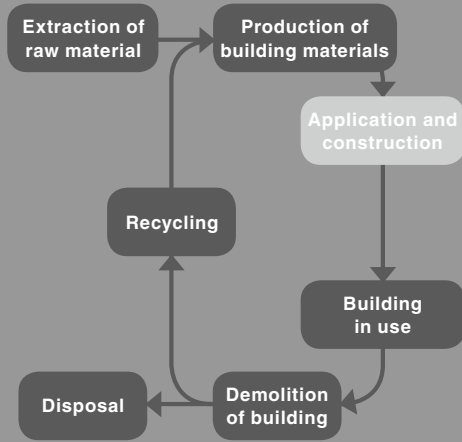 Extraction of
raw material
Production of
building materials
Application and
construction
Recycling
Building
in use
Disposal
Demolition
of building